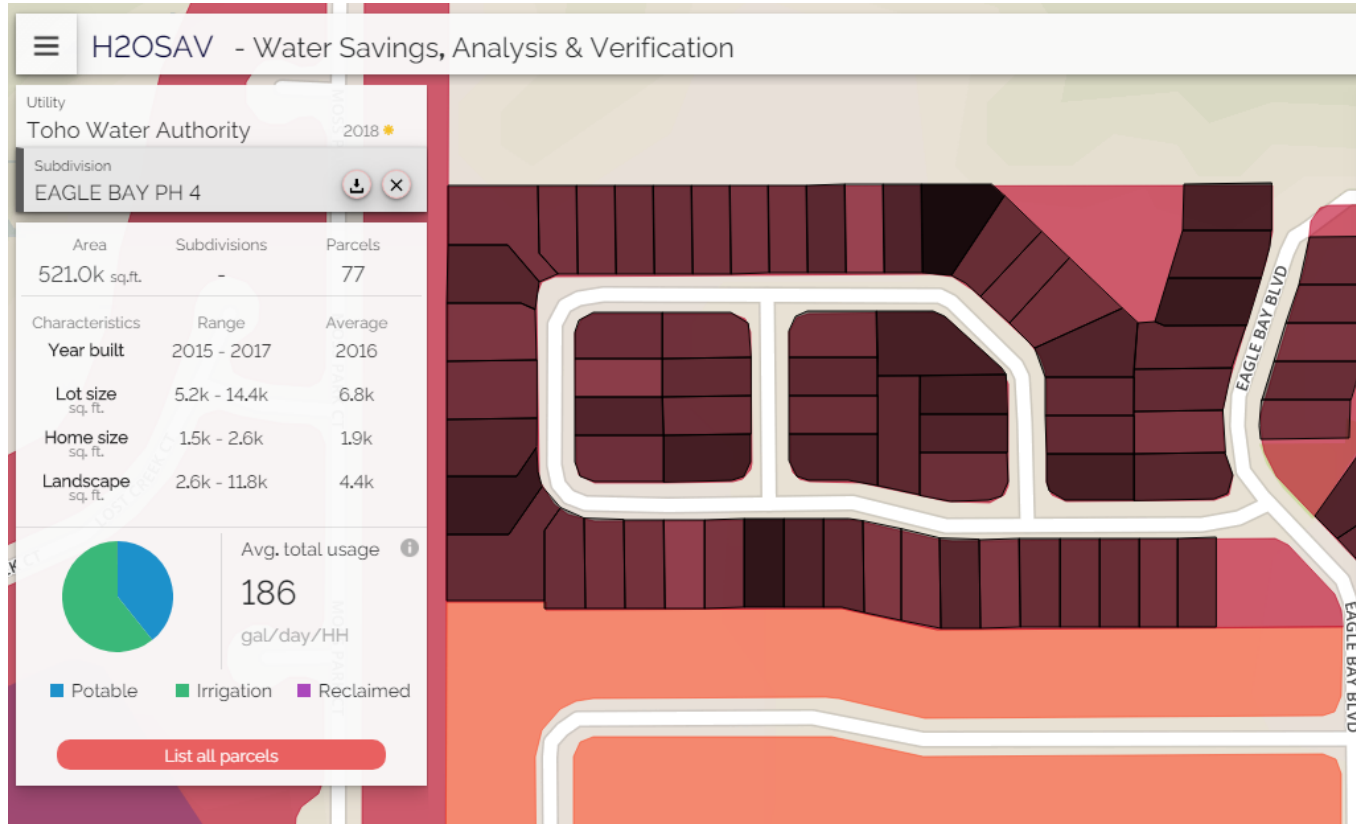 H2OSAV - Water Savings, Analysis & Verification
Utility
Toho Water Authority 2018
Subdivision
EAGLE BAY PH 4
Area Subdivisions Parcels
521.0k sq.ft. - 77
Characteristics Range Average
Year built 2015 - 2017 2016
Lot size 5.2k - 14.4k 6.8k
sq. ft.
Home size 1.5k - 2.6k 1.9k
sq. ft.
Landscape 2.6k - 11.8k 4.4k
sq. ft.
Avg. total usage
186
gal/day/HH
Potable Irrigation Reclaimed
List all parcels
EAGLE BAY BLVD
EAGLE BAY BLVD
LOST CREEK CT